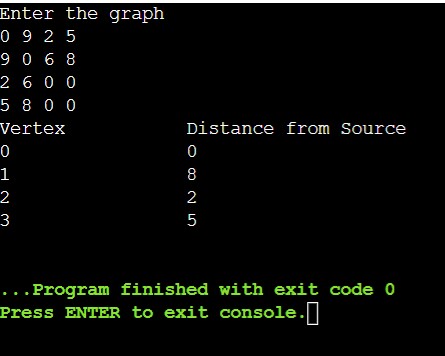 Enter the graph
0 9 2 5
9 0 6 8
2 6 0 0
5 8 0 0
Vertex Distance from Source
0 0
1 8
2 2
3 5
...Program finished with exit code 0
Press ENTER to exit console.